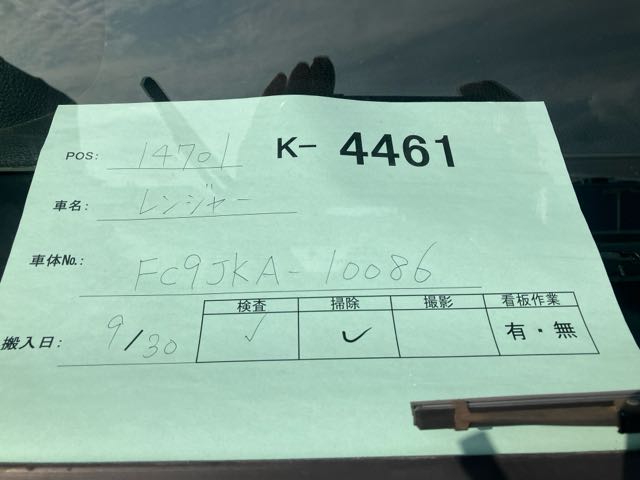 POS: 14701 K- 4461
車名: レンジャー
車体No.: FC9JKA-10086
検査 掃除 撮影 看板作業
搬入日: 9/30 ✓ ✓ 有・無